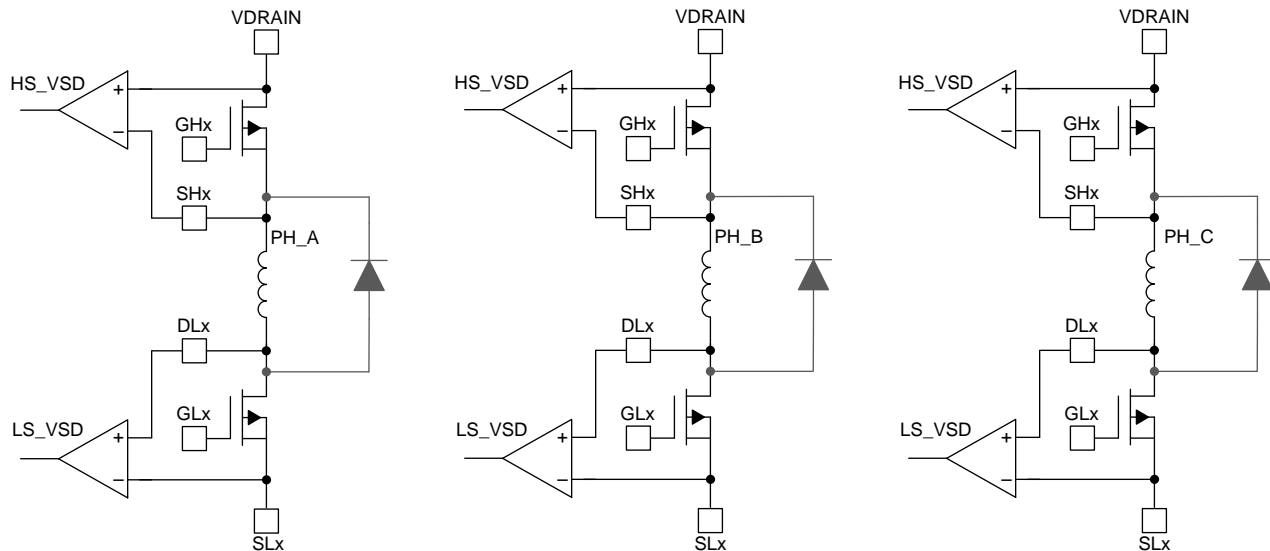 VDRAIN
HS_VSD
+
−
GHx
SHx
PH_A
DLx
GLx
LS_VSD
+
−
SLx
VDRAIN
HS_VSD
+
−
GHx
SHx
PH_B
DLx
GLx
LS_VSD
+
−
SLx
VDRAIN
HS_VSD
+
−
GHx
SHx
PH_C
DLx
GLx
LS_VSD
+
−
SLx